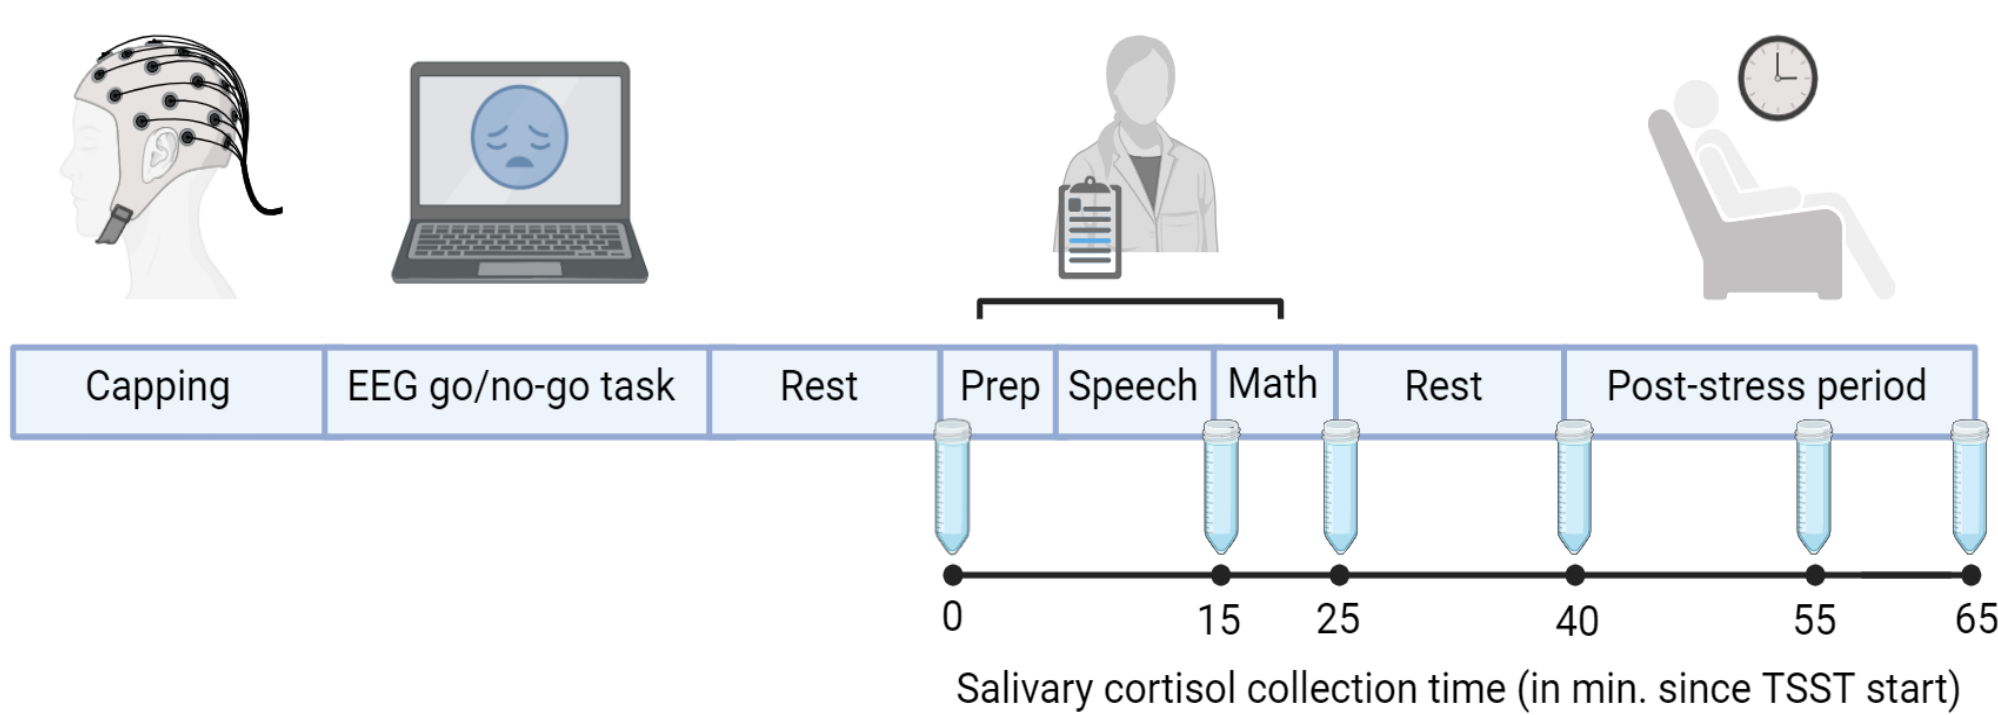 Capping EEG go/no-go task Rest Prep Speech Math Rest Post-stress period
0 15 25 40 55 65
Salivary cortisol collection time (in min. since TSST start)